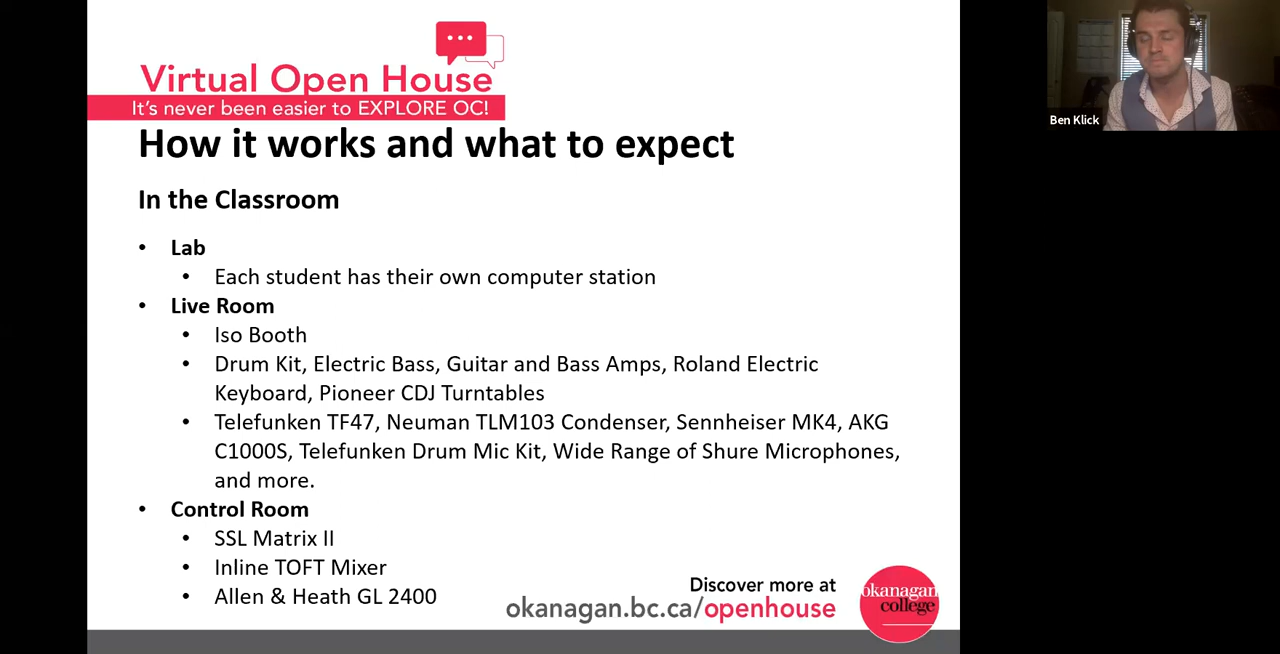 Virtual Open House
It's never been easier to EXPLORE OC!
How it works and what to expect
In the Classroom
• Lab
• Each student has their own computer station
• Live Room
• Iso Booth
• Drum Kit, Electric Bass, Guitar and Bass Amps, Roland Electric
Keyboard, Pioneer CDJ Turntables
• Telefunken TF47, Neuman TLM103 Condenser, Sennheiser MK4, AKG
C1000S, Telefunken Drum Mic Kit, Wide Range of Shure Microphones,
and more.
• Control Room
• SSL Matrix II
• Inline TOFT Mixer
• Allen & Heath GL 2400
Discover more at
okanagan.bc.ca/openhouse
okanagan
college
Ben Klick